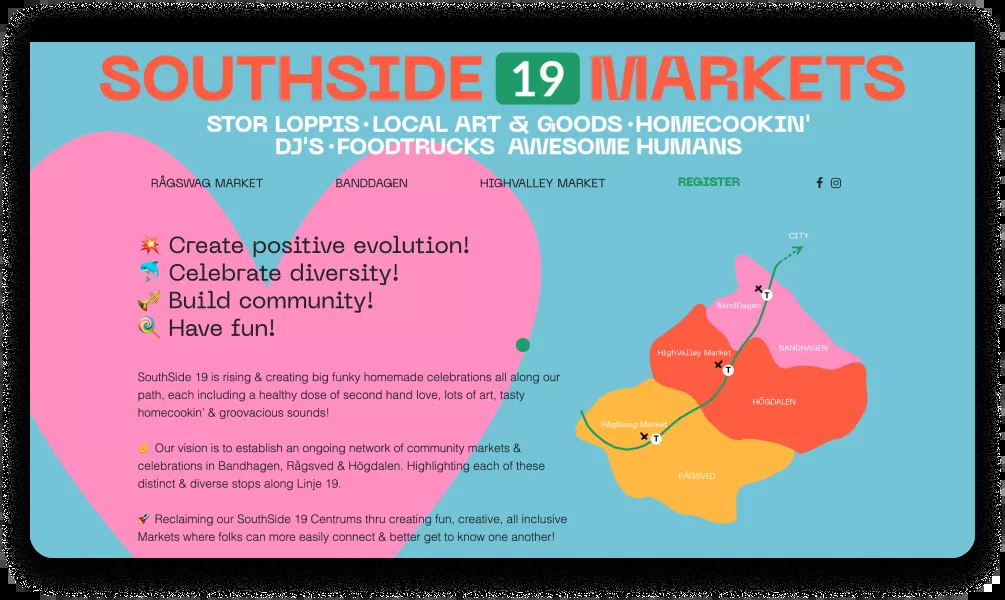 SOUTHSIDE 19 MARKETS
STOR LOPPIS·LOCAL ART & GOODS·HOMECOOKIN'
DJ'S·FOODTRUCKS AWESOME HUMANS
RÅGSWAG MARKET BANDDAGEN HIGHVALLEY MARKET REGISTER
💥 Create positive evolution!
🐬 Celebrate diversity!
🎺 Build community!
🍭 Have fun!
SouthSide 19 is rising & creating big funky homemade celebrations all along our
path, each including a healthy dose of second hand love, lots of art, tasty
homecookin' & groovacious sounds!
☝️ Our vision is to establish an ongoing network of community markets &
celebrations in Bandhagen, Rågsved & Högdalen. Highlighting each of these
distinct & diverse stops along Linje 19.
🚀 Reclaiming our SouthSide 19 Centrums thru creating fun, creative, all inclusive
Markets where folks can more easily connect & better get to know one another!
CITY
T
BandDagen
BANDHAGEN
HighValley Market
T
HÖGDALEN
RågSwag Market
T
RÅGSVED